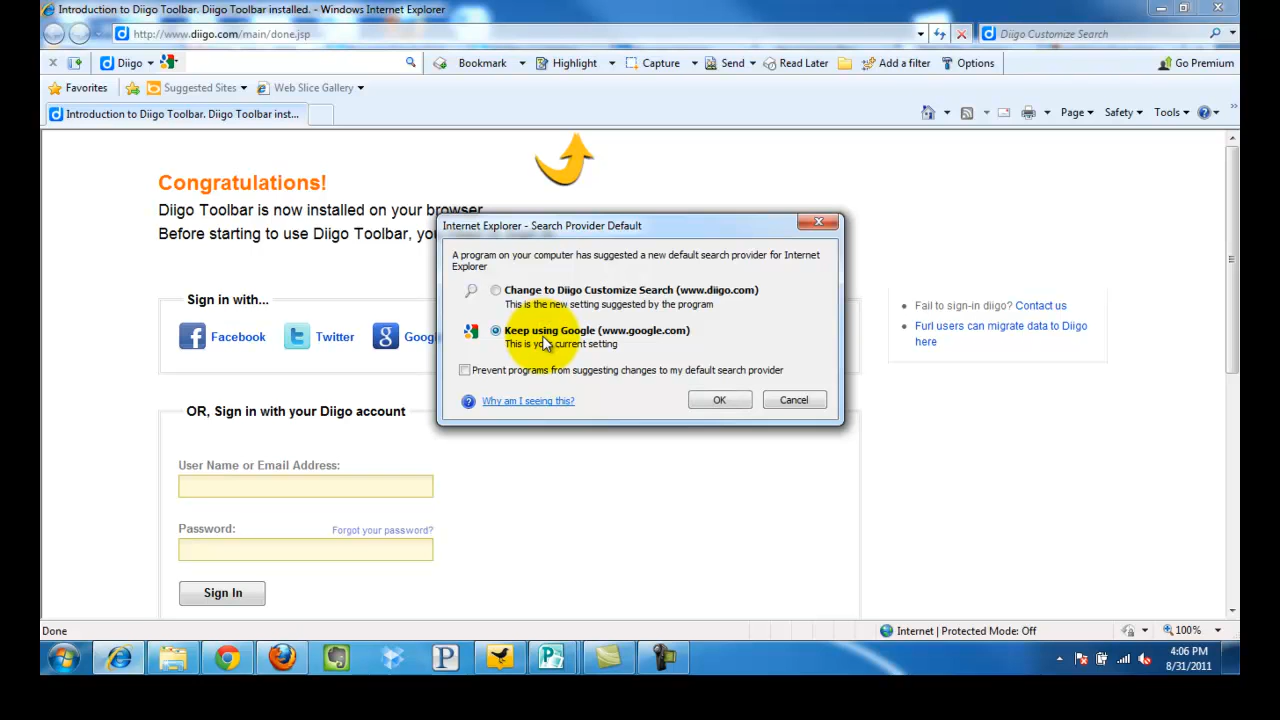 Introduction to Diigo Toolbar. Diigo Toolbar installed. - Windows Internet Explorer
http://www.diigo.com/main/done.jsp
Diigo Customize Search
Diigo
Bookmark
Highlight
Capture
Send
Read Later
Add a filter
Options
Go Premium
Favorites
Suggested Sites
Web Slice Gallery
Introduction to Diigo Toolbar. Diigo Toolbar inst...
Page
Safety
Tools
Congratulations!
Diigo Toolbar is now installed on your browser.
Before starting to use Diigo Toolbar,
Internet Explorer - Search Provider Default
A program on your computer has suggested a new default search provider for Internet
Explorer
Change to Diigo Customize Search (www.diigo.com)
This is the new setting suggested by the program
Keep using Google (www.google.com)
This is your current setting
Prevent programs from suggesting changes to my default search provider
Why am I seeing this?
OK
Cancel
Sign in with...
Facebook
Twitter
Fail to sign-in diigo? Contact us
Furl users can migrate data to Diigo
here
OR, Sign in with your Diigo account
User Name or Email Address:
Password:
Forgot your password?
Sign In
Done
Internet | Protected Mode: Off
100%
4:06 PM
8/31/2011